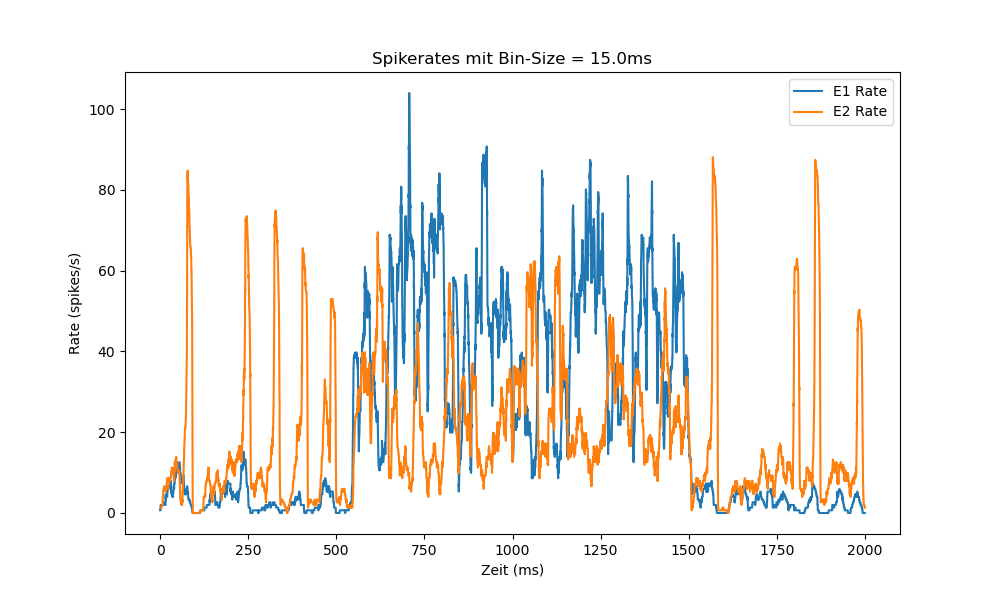 Spikerates mit Bin-Size = 15.0ms
E1 Rate
E2 Rate
100
80
60
40
20
0
Rate (spikes/s)
0 250 500 750 1000 1250 1500 1750 2000
Zeit (ms)